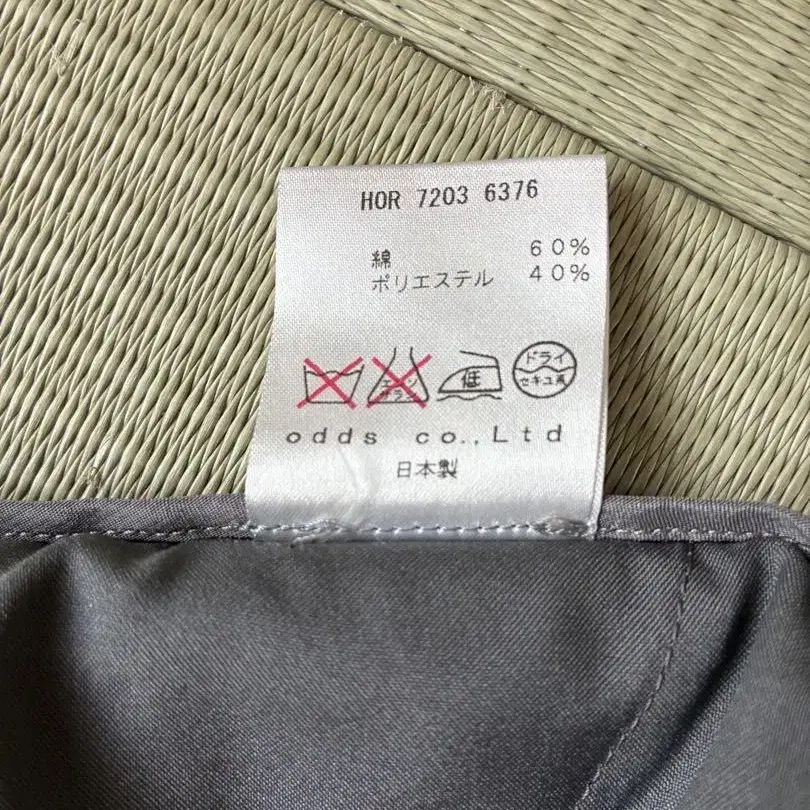 HOR 7203 6376
綿 60%
ポリエステル 40%
エンソ サラシ 低 ドライ
セキユ系
odds co.,Ltd
日本製